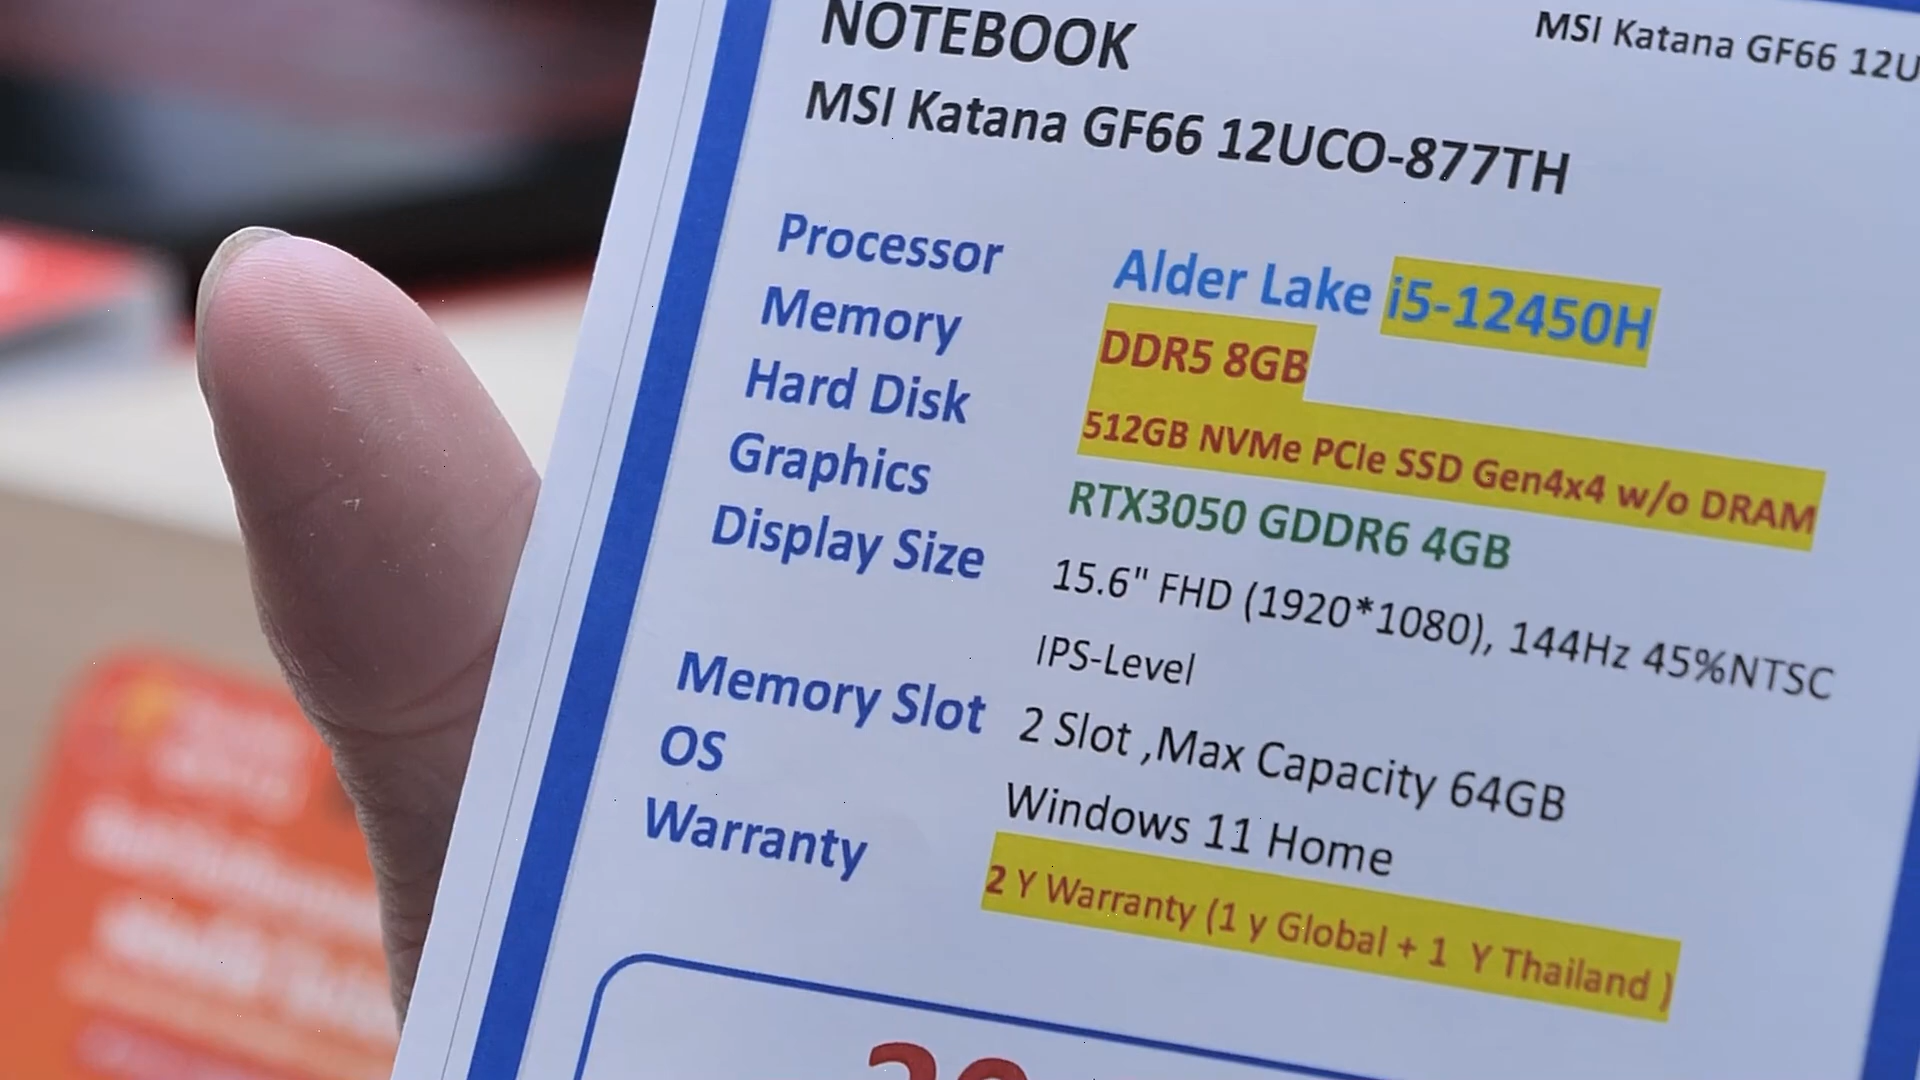 NOTEBOOK
MSI Katana GF66 12U
MSI Katana GF66 12UCO-877TH
Processor Alder Lake i5-12450H
Memory DDR5 8GB
Hard Disk 512GB NVMe PCIe SSD Gen4x4 w/o DRAM
Graphics RTX3050 GDDR6 4GB
Display Size 15.6" FHD (1920*1080), 144Hz 45%NTSC
IPS-Level
Memory Slot 2 Slot ,Max Capacity 64GB
OS Windows 11 Home
Warranty 2 Y Warranty (1 y Global + 1 Y Thailand )